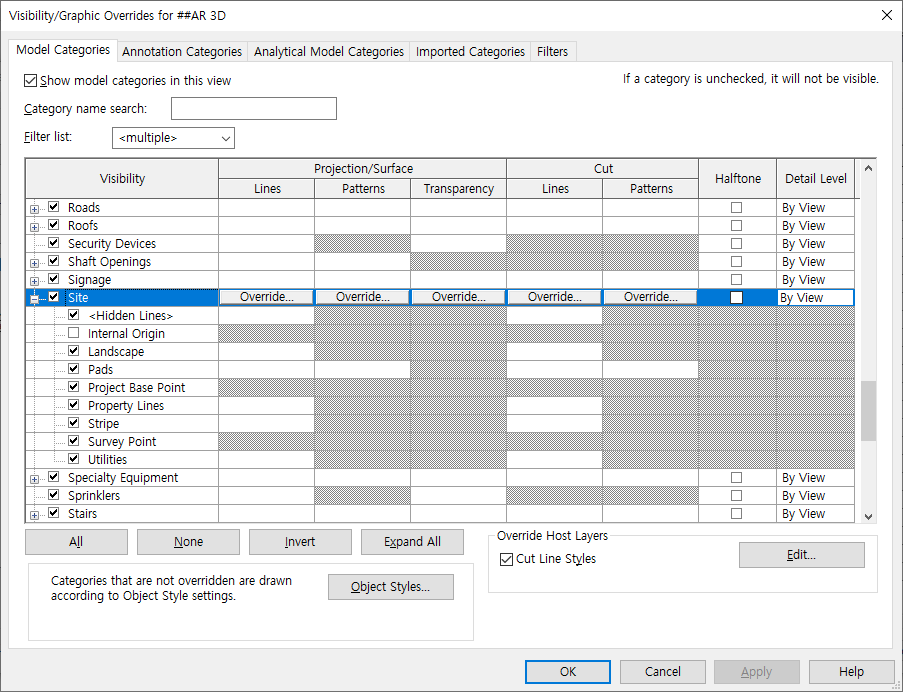 Visibility/Graphic Overrides for ##AR 3D
Model Categories Annotation Categories Analytical Model Categories Imported Categories Filters
Show model categories in this view
If a category is unchecked, it will not be visible.
Category name search:
Filter list: <multiple>
Visibility Projection/Surface Cut Halftone Detail Level
Lines Patterns Transparency Lines Patterns
Roads By View
Roofs By View
Security Devices By View
Shaft Openings By View
Signage By View
Site Override... Override... Override... Override... Override... By View
<Hidden Lines>
Internal Origin
Landscape
Pads
Project Base Point
Property Lines
Stripe
Survey Point
Utilities
Specialty Equipment By View
Sprinklers By View
Stairs By View
All None Invert Expand All
Override Host Layers
Cut Line Styles Edit...
Categories that are not overridden are drawn
according to Object Style settings.
Object Styles...
OK Cancel Apply Help